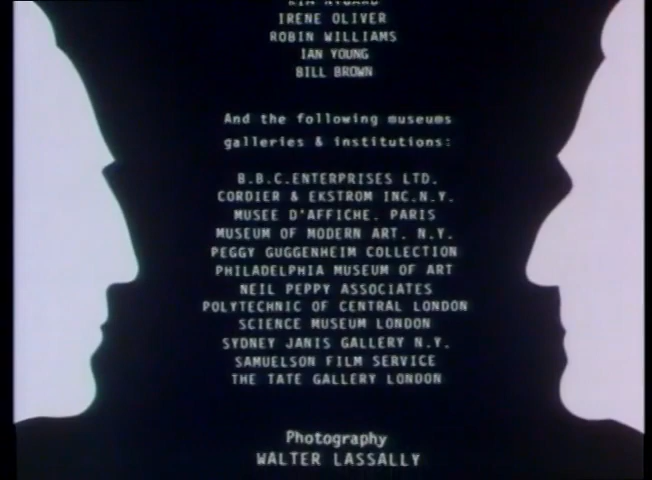 IRENE OLIVER
ROBIN WILLIAMS
IAN YOUNG
BILL BROWN
And the following museums
galleries & institutions:
B.B.C.ENTERPRISES LTD.
CORDIER & EKSTROM INC.N.Y.
MUSEE D'AFFICHE. PARIS
MUSEUM OF MODERN ART. N.Y.
PEGGY GUGGENHEIM COLLECTION
PHILADELPHIA MUSEUM OF ART
NEIL PEPPY ASSOCIATES
POLYTECHNIC OF CENTRAL LONDON
SCIENCE MUSEUM LONDON
SYDNEY JANIS GALLERY N.Y.
SAMUELSON FILM SERVICE
THE TATE GALLERY LONDON
Photography
WALTER LASSALLY